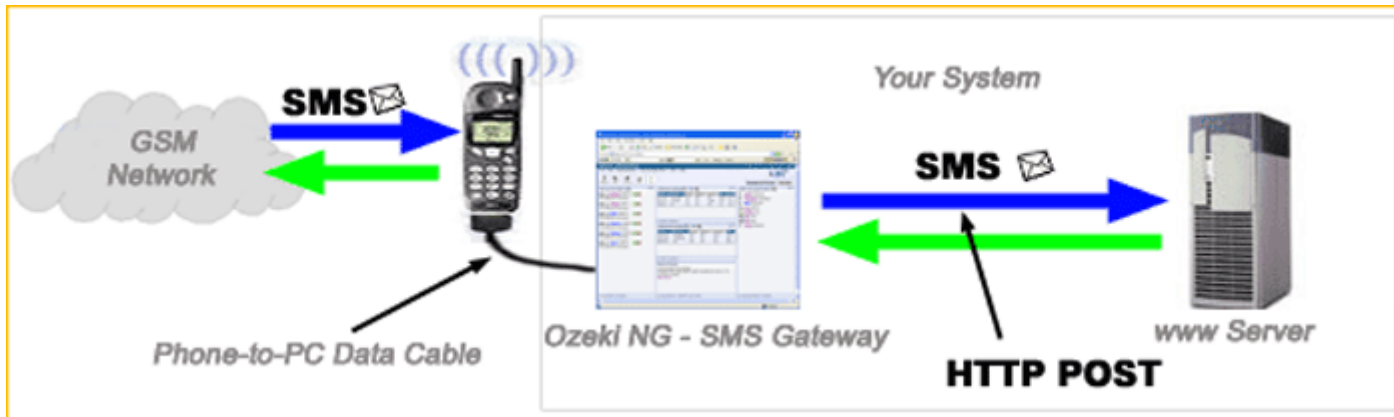 Your System
SMS
GSM
Network
SMS
Phone-to-PC Data Cable
Ozeki NG - SMS Gateway
www Server
HTTP POST